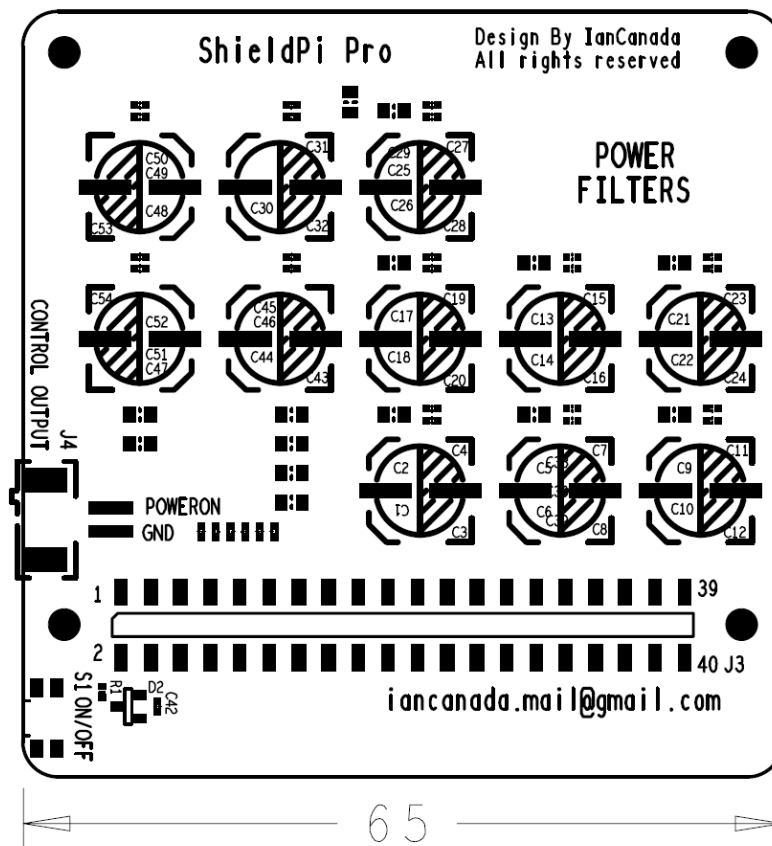 ShieldPi Pro
Design By IanCanada
All rights reserved
POWER
FILTERS
C50
C49
C48
C53
C31
C30
C32
C29
C27
C25
C26
C28
C54
C52
C51
C47
C45
C46
C44
C43
C19
C17
C18
C20
C15
C13
C14
C16
C23
C21
C22
C24
C4
C2
C1
C3
C7
C5
C6
C8
C11
C9
C10
C12
CONTROL OUTPUT
J4
POWERON
GND
1
39
2
40 J3
S1 ON/OFF
R1
D2
C42
iancanada.mail@gmail.com
65